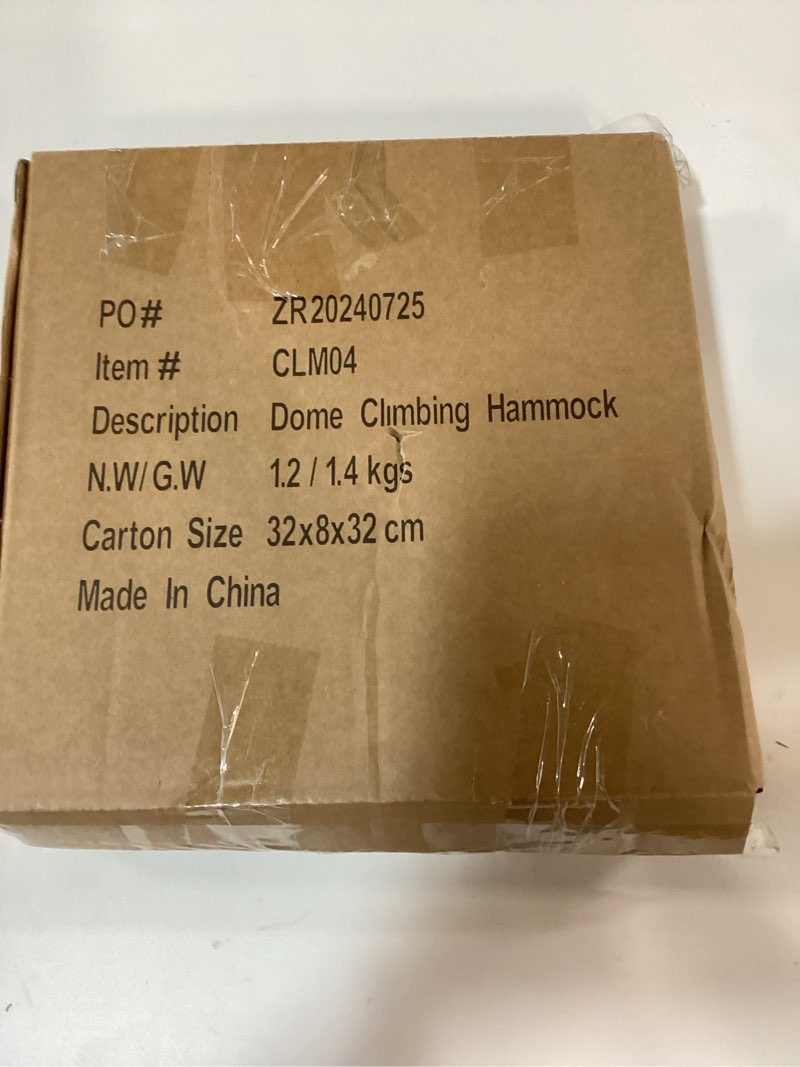 PO# ZR20240725
Item # CLM04
Description Dome Climbing Hammock
N.W/G.W 1.2 / 1.4 kgs
Carton Size 32x8x32 cm
Made In China